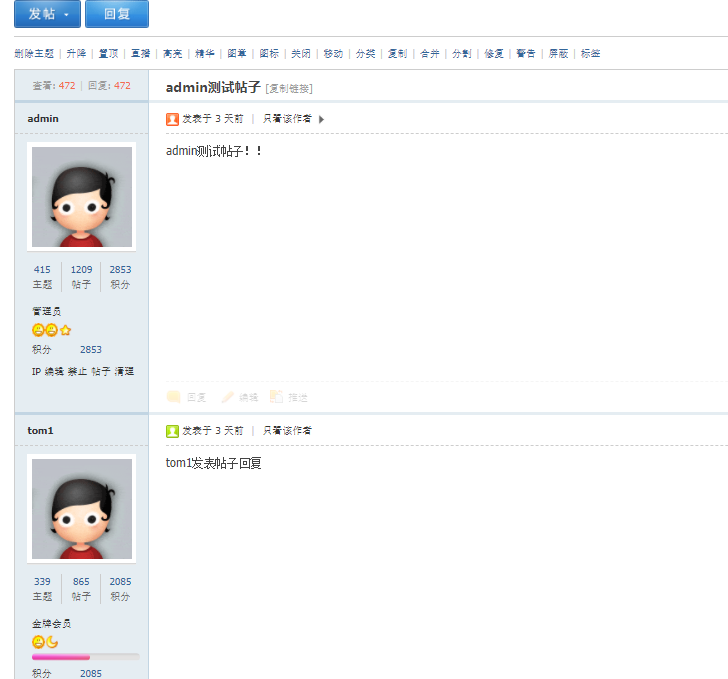 发帖 回复
删除主题 | 升降 | 置顶 | 直播 | 高亮 | 精华 | 图章 | 图标 | 关闭 | 移动 | 分类 | 复制 | 合并 | 分割 | 修复 | 警告 | 屏蔽 | 标签
查看: 472 | 回复: 472
admin测试帖子 [复制链接]
admin
发表于 3 天前 | 只看该作者
admin测试帖子！！
415 1209 2853
主题 帖子 积分
管理员
积分 2853
IP 编辑 禁止 帖子 清理
回复 编辑 推送
tom1
发表于 3 天前 | 只看该作者
tom1发表帖子回复
339 865 2085
主题 帖子 积分
金牌会员
积分 2085